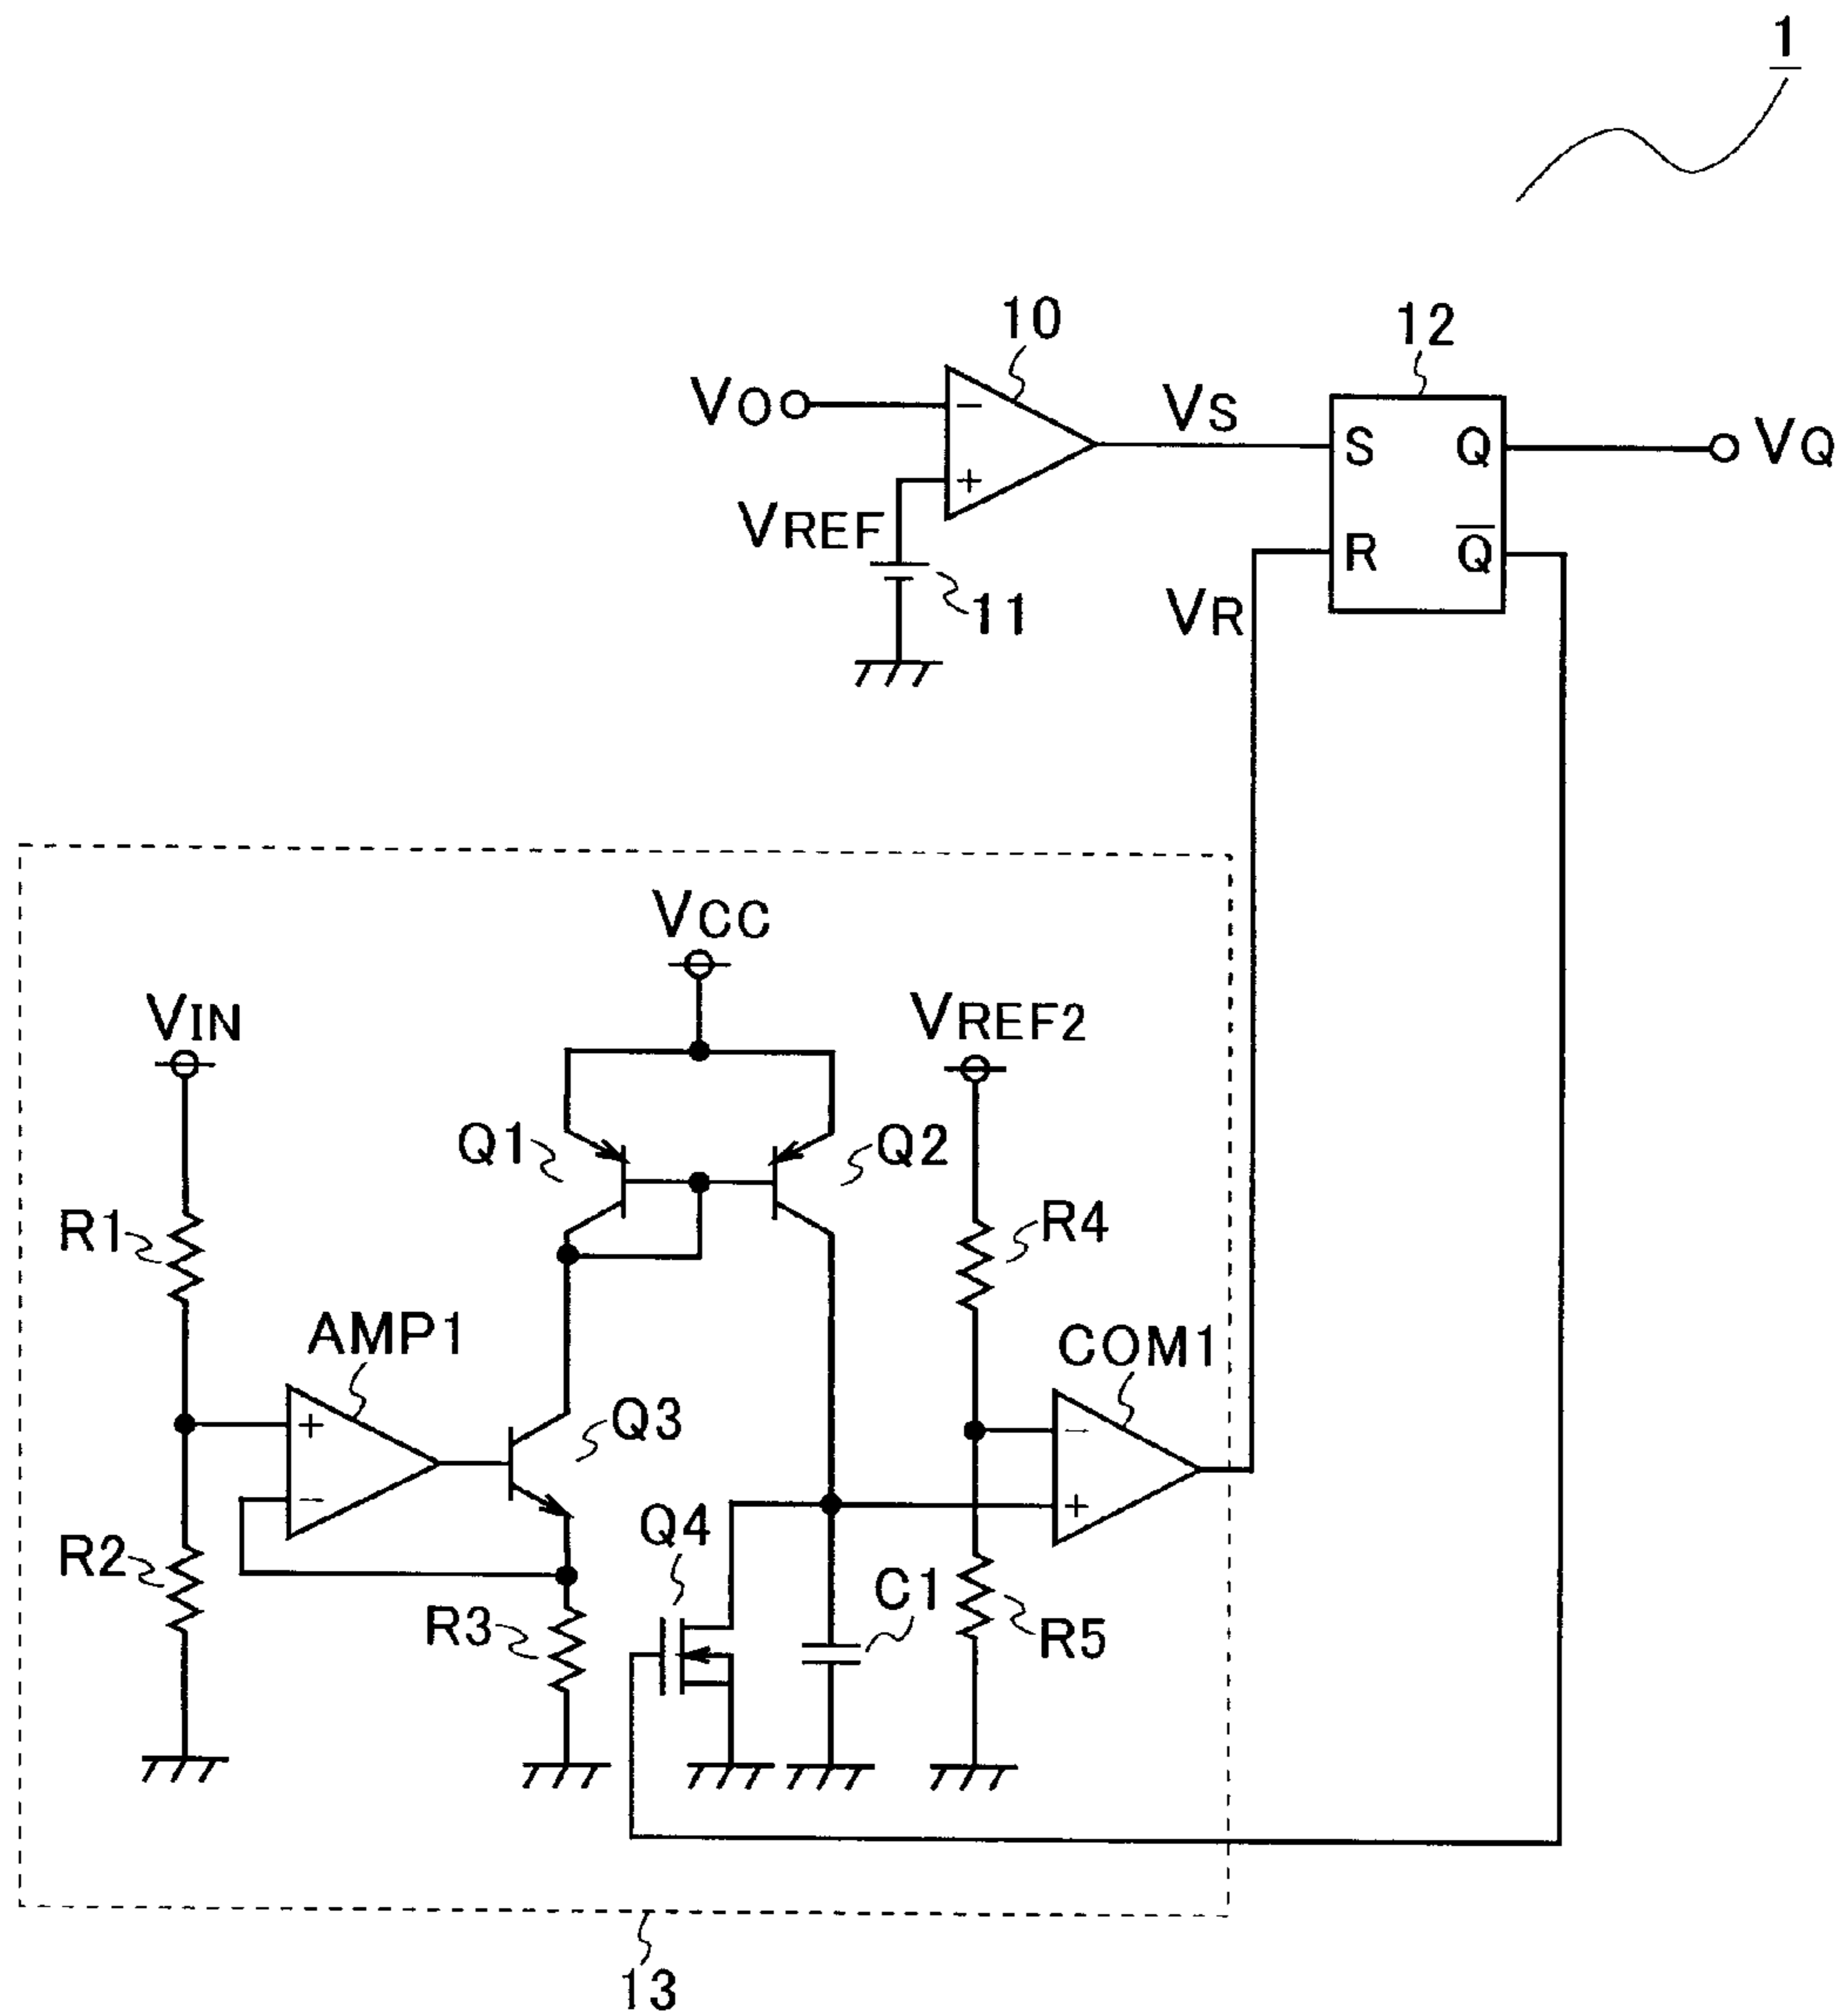 1
10
12
VO
VS
S
Q
VQ
−
+
VREF
11
R
Q̅
VR
VCC
VIN
VREF2
Q1
Q2
R1
R4
AMP1
COM1
+
−
Q3
−
+
Q4
R2
C1
R3
R5
13